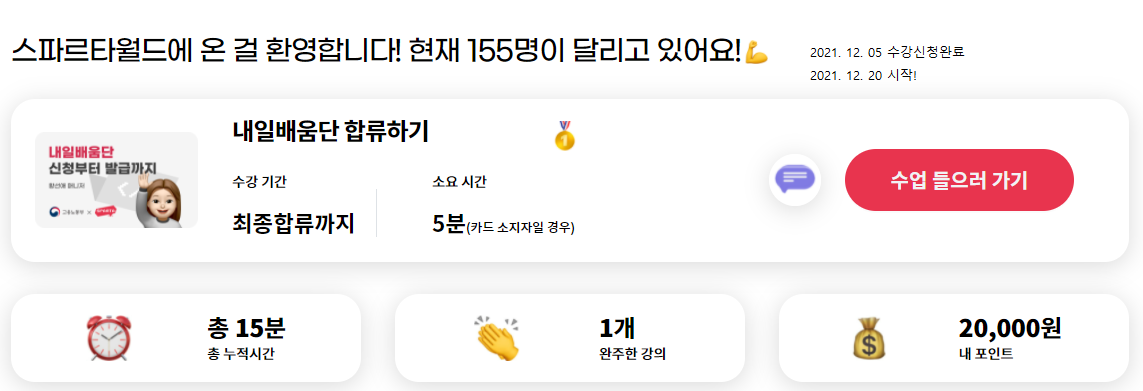 스파르타월드에 온 걸 환영합니다! 현재 155명이 달리고 있어요!💪
2021. 12. 05 수강신청완료
2021. 12. 20 시작!
내일배움단 합류하기
내일배움단
신청부터 발급까지
고용노동부 × SPARTA
수강 기간
최종합류까지
소요 시간
5분(카드 소지자일 경우)
수업 들으러 가기
총 15분
총 누적시간
1개
완주한 강의
20,000원
내 포인트